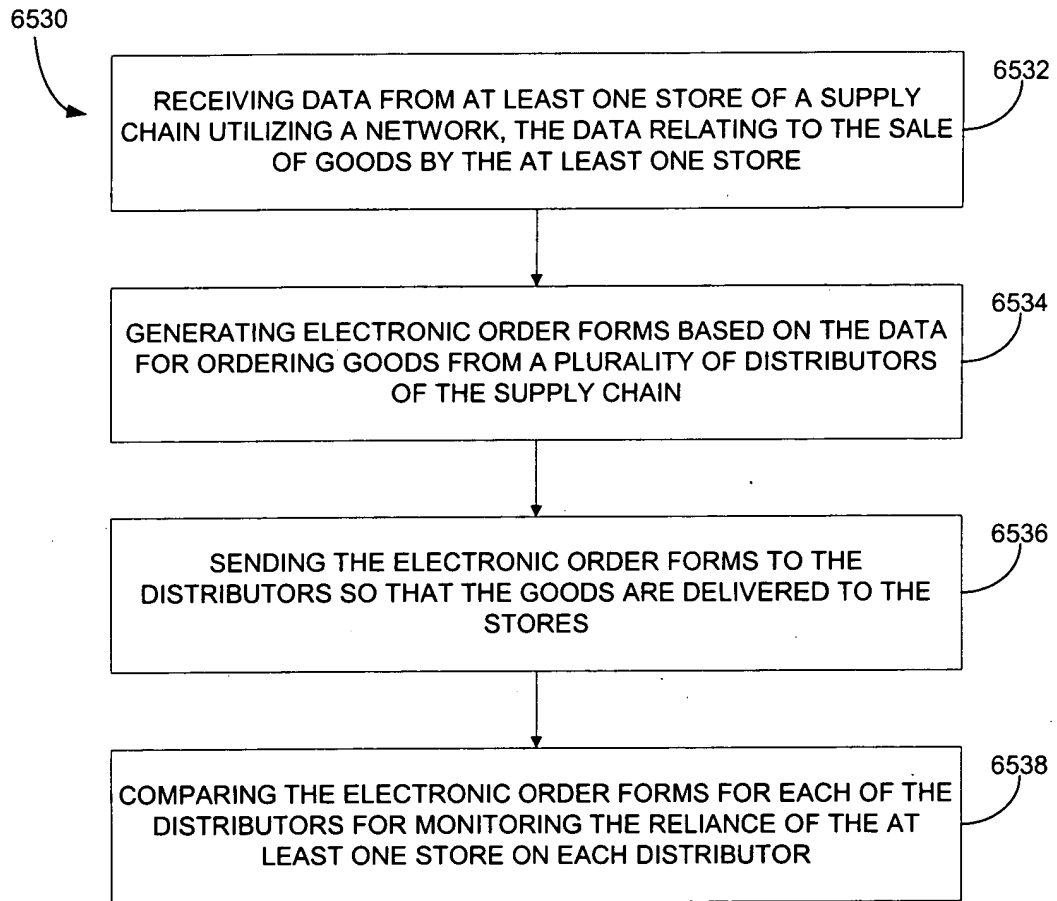 6530
6532
RECEIVING DATA FROM AT LEAST ONE STORE OF A SUPPLY
CHAIN UTILIZING A NETWORK, THE DATA RELATING TO THE SALE
OF GOODS BY THE AT LEAST ONE STORE
6534
GENERATING ELECTRONIC ORDER FORMS BASED ON THE DATA
FOR ORDERING GOODS FROM A PLURALITY OF DISTRIBUTORS
OF THE SUPPLY CHAIN
6536
SENDING THE ELECTRONIC ORDER FORMS TO THE
DISTRIBUTORS SO THAT THE GOODS ARE DELIVERED TO THE
STORES
6538
COMPARING THE ELECTRONIC ORDER FORMS FOR EACH OF THE
DISTRIBUTORS FOR MONITORING THE RELIANCE OF THE AT
LEAST ONE STORE ON EACH DISTRIBUTOR